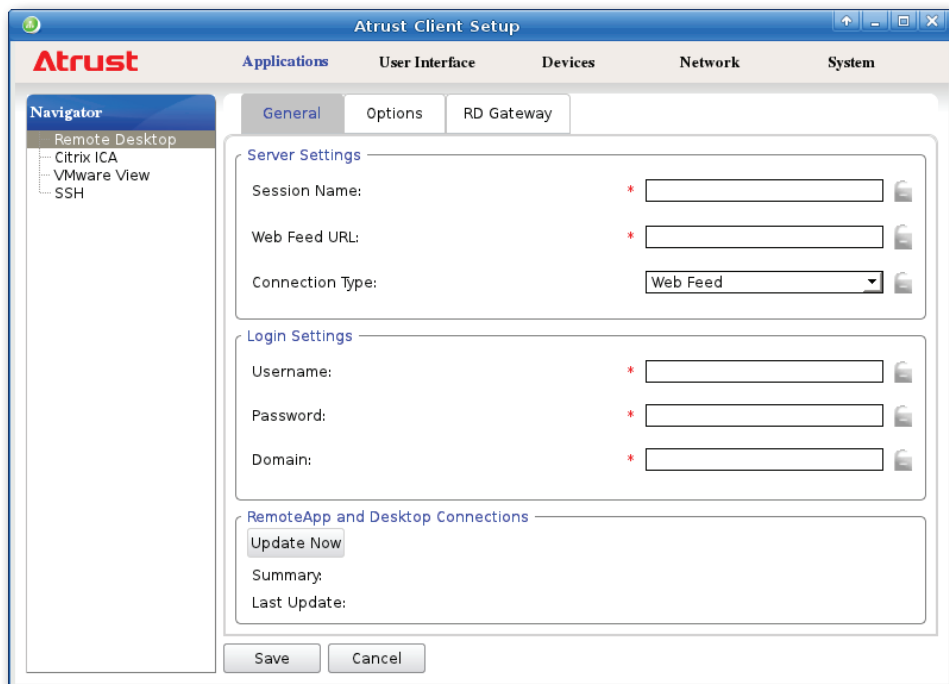 Atrust Client Setup
Atrust
Applications User Interface Devices Network System
Navigator
Remote Desktop
Citrix ICA
VMware View
SSH
General Options RD Gateway
Server Settings
Session Name: *
Web Feed URL: *
Connection Type: Web Feed
Login Settings
Username: *
Password: *
Domain: *
RemoteApp and Desktop Connections
Update Now
Summary:
Last Update:
Save Cancel